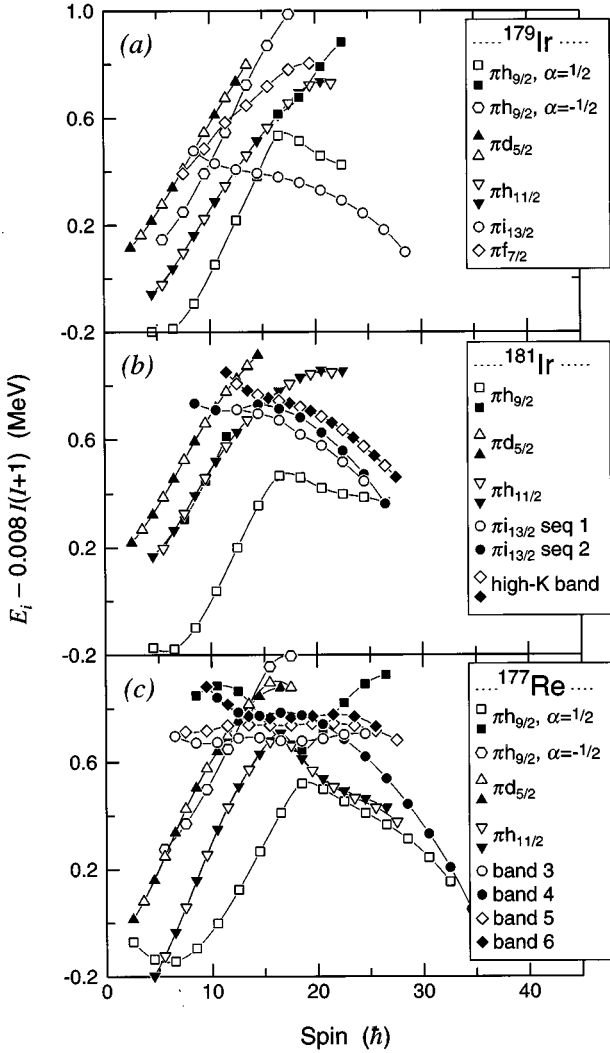 1.0
(a)
...... ¹⁷⁹Ir ......
πh9/2, α=1/2
πh9/2, α=-1/2
πd5/2
πh11/2
πi13/2
πf7/2
0.6
0.2
-0.2
(b)
...... ¹⁸¹Ir ......
πh9/2
πd5/2
πh11/2
πi13/2 seq 1
πi13/2 seq 2
high-K band
0.6
0.2
-0.2
(c)
...... ¹⁷⁷Re ......
πh9/2, α=1/2
πh9/2, α=-1/2
πd5/2
πh11/2
band 3
band 4
band 5
band 6
0.6
0.2
-0.2
0 10 20 30 40
Spin (ħ)
Ei − 0.008 I(I+1) (MeV)